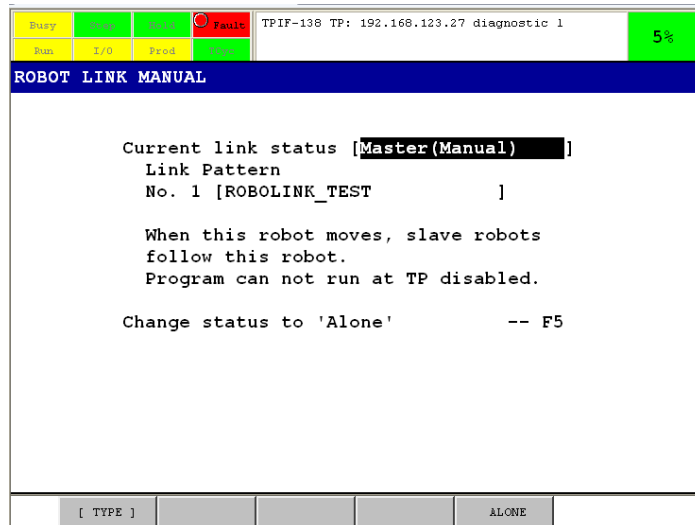 Busy Step Hold Fault TPIF-138 TP: 192.168.123.27 diagnostic 1
Run I/O Prod TCyc
5%
ROBOT LINK MANUAL
Current link status [Master(Manual) ]
Link Pattern
No. 1 [ROBOLINK_TEST ]
When this robot moves, slave robots
follow this robot.
Program can not run at TP disabled.
Change status to 'Alone' -- F5
[ TYPE ] ALONE